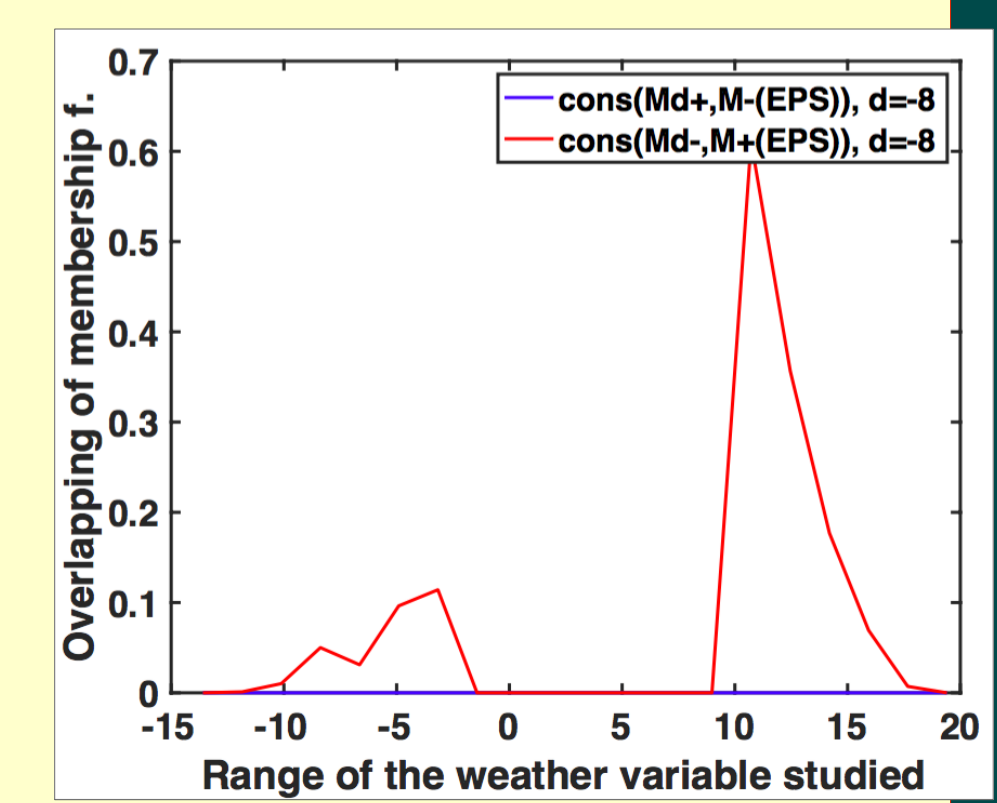 0.7
0.6
0.5
0.4
0.3
0.2
0.1
0
Overlapping of membership f.
cons(Md+,M-(EPS)), d=-8
cons(Md-,M+(EPS)), d=-8
-15 -10 -5 0 5 10 15 20
Range of the weather variable studied